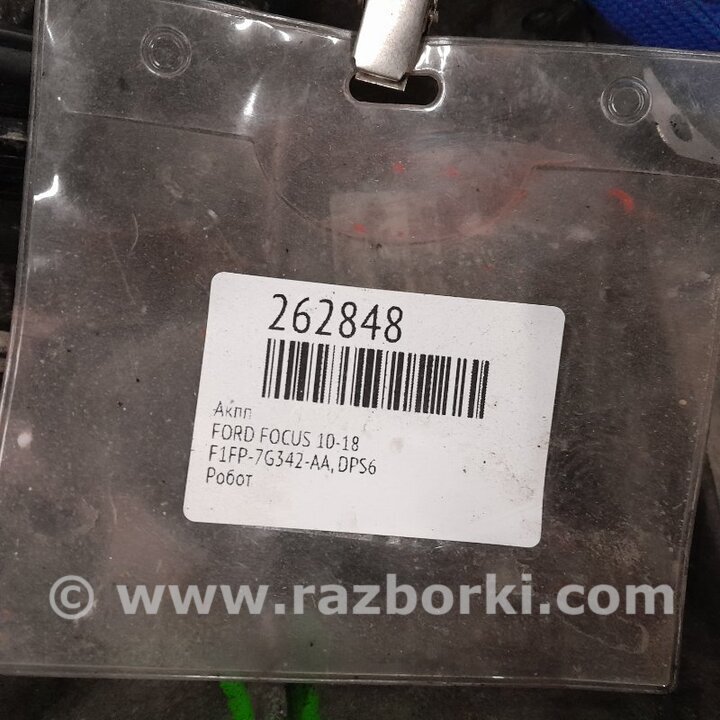 262848
Акпп
FORD FOCUS 10-18
F1FP-7G342-AA, DPS6
Робот
© www.razborki.com